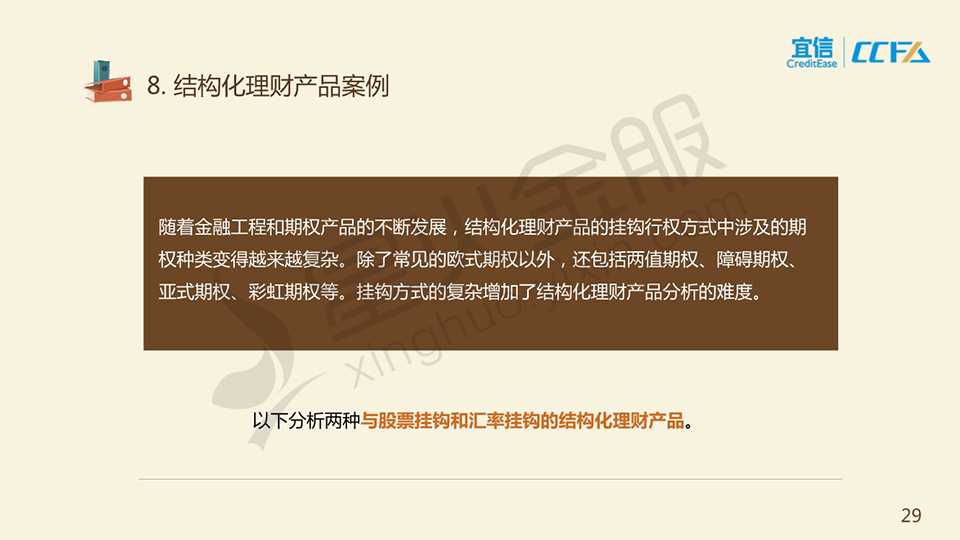 宜信
CreditEase
CCFA
8. 结构化理财产品案例
随着金融工程和期权产品的不断发展，结构化理财产品的挂钩行权方式中涉及的期
权种类变得越来越复杂。除了常见的欧式期权以外，还包括两值期权、障碍期权、
亚式期权、彩虹期权等。挂钩方式的复杂增加了结构化理财产品分析的难度。
以下分析两种与股票挂钩和汇率挂钩的结构化理财产品。
星火金服
29